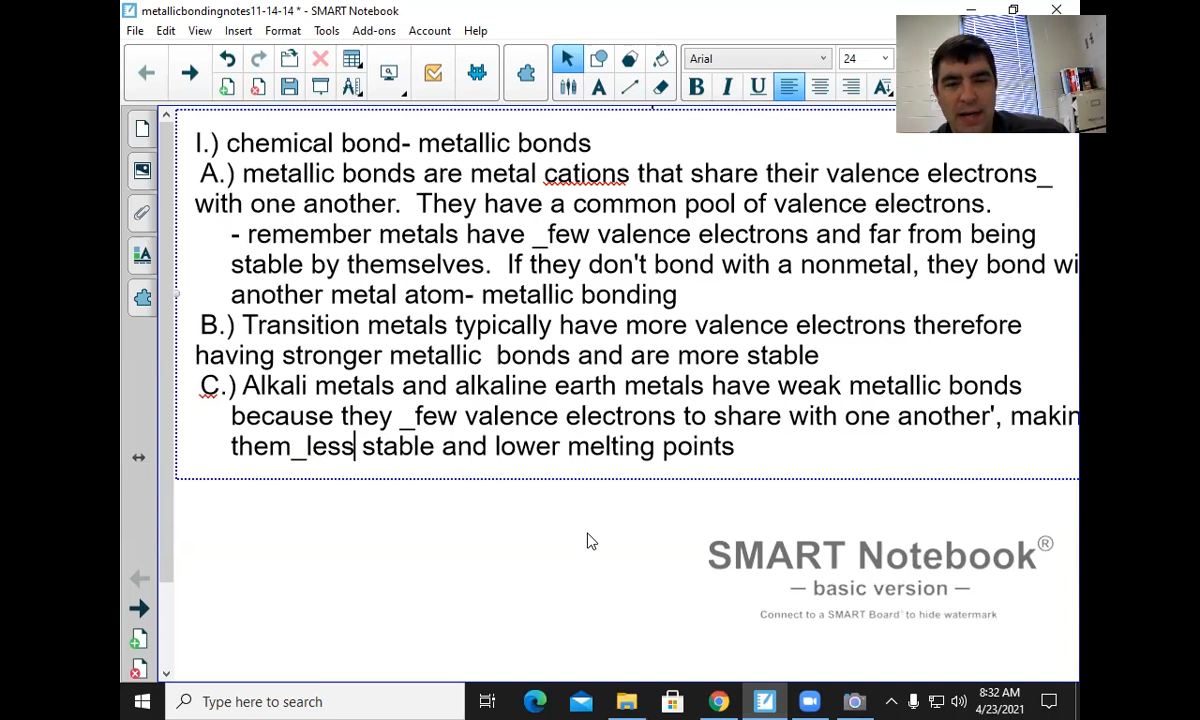 metallicbondingnotes11-14-14 * - SMART Notebook
File Edit View Insert Format Tools Add-ons Account Help
Arial 24
B I U
I.) chemical bond- metallic bonds
A.) metallic bonds are metal cations that share their valence electrons_
with one another. They have a common pool of valence electrons.
- remember metals have _few valence electrons and far from being
stable by themselves. If they don't bond with a nonmetal, they bond wi
another metal atom- metallic bonding
B.) Transition metals typically have more valence electrons therefore
having stronger metallic bonds and are more stable
C.) Alkali metals and alkaline earth metals have weak metallic bonds
because they _few valence electrons to share with one another', makin
them_less stable and lower melting points
SMART Notebook®
— basic version —
Connect to a SMART Board™ to hide watermark
Type here to search
8:32 AM
4/23/2021